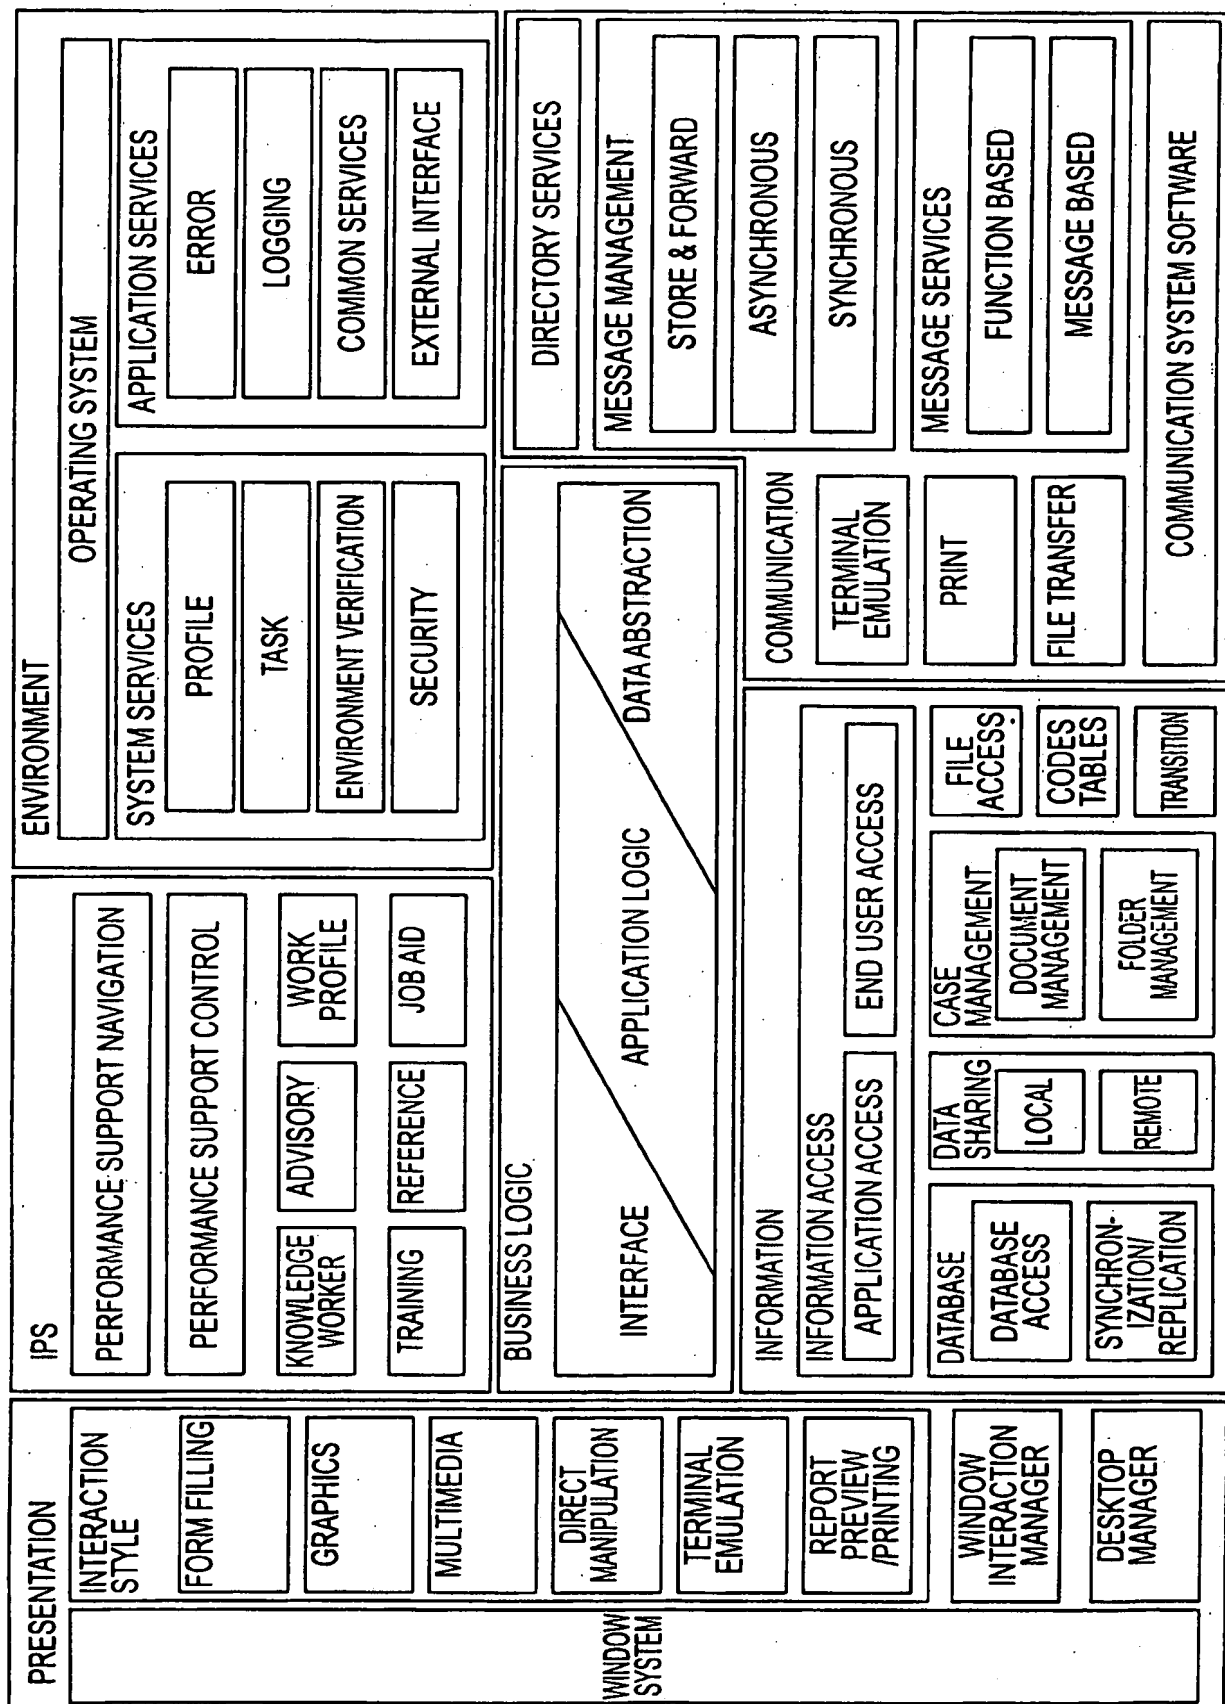 PRESENTATION
WINDOW
SYSTEM
INTERACTION
STYLE
FORM FILLING
GRAPHICS
MULTIMEDIA
DIRECT
MANIPULATION
TERMINAL
EMULATION
REPORT
PREVIEW
/PRINTING
WINDOW
INTERACTION
MANAGER
DESKTOP
MANAGER
IPS
PERFORMANCE SUPPORT NAVIGATION
PERFORMANCE SUPPORT CONTROL
KNOWLEDGE
WORKER
ADVISORY
WORK
PROFILE
TRAINING
REFERENCE
JOB AID
ENVIRONMENT
OPERATING SYSTEM
SYSTEM SERVICES
PROFILE
TASK
ENVIRONMENT VERIFICATION
SECURITY
APPLICATION SERVICES
ERROR
LOGGING
COMMON SERVICES
EXTERNAL INTERFACE
BUSINESS LOGIC
INTERFACE
APPLICATION LOGIC
DATA ABSTRACTION
INFORMATION
INFORMATION ACCESS
APPLICATION ACCESS
END USER ACCESS
DATABASE
DATABASE
ACCESS
SYNCHRON-
IZATION/
REPLICATION
DATA
SHARING
LOCAL
REMOTE
CASE
MANAGEMENT
DOCUMENT
MANAGEMENT
FOLDER
MANAGEMENT
FILE
ACCESS
CODES
TABLES
TRANSITION
COMMUNICATION
TERMINAL
EMULATION
PRINT
FILE TRANSFER
DIRECTORY SERVICES
MESSAGE MANAGEMENT
STORE & FORWARD
ASYNCHRONOUS
SYNCHRONOUS
MESSAGE SERVICES
FUNCTION BASED
MESSAGE BASED
COMMUNICATION SYSTEM SOFTWARE